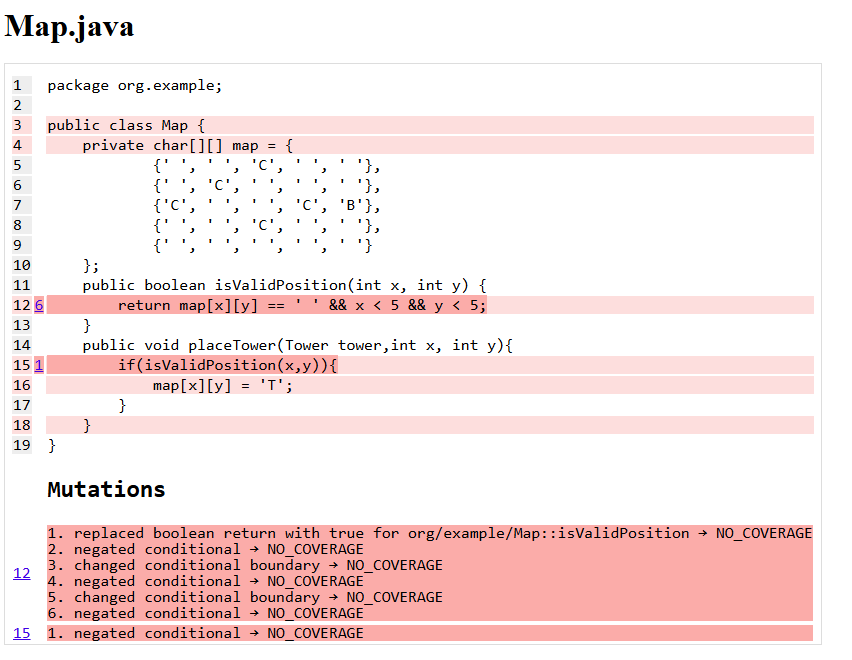 Map.java
1 package org.example;
2
3 public class Map {
4 private char[][] map = {
5 {' ', ' ', 'C', ' ', ' '},
6 {' ', 'C', ' ', ' ', ' '},
7 {'C', ' ', ' ', 'C', 'B'},
8 {' ', ' ', 'C', ' ', ' '},
9 {' ', ' ', ' ', ' ', ' '}
10 };
11 public boolean isValidPosition(int x, int y) {
12 6 return map[x][y] == ' ' && x < 5 && y < 5;
13 }
14 public void placeTower(Tower tower,int x, int y){
15 1 if(isValidPosition(x,y)){
16 map[x][y] = 'T';
17 }
18 }
19 }
Mutations
12
1. replaced boolean return with true for org/example/Map::isValidPosition → NO_COVERAGE
2. negated conditional → NO_COVERAGE
3. changed conditional boundary → NO_COVERAGE
4. negated conditional → NO_COVERAGE
5. changed conditional boundary → NO_COVERAGE
6. negated conditional → NO_COVERAGE
15 1. negated conditional → NO_COVERAGE